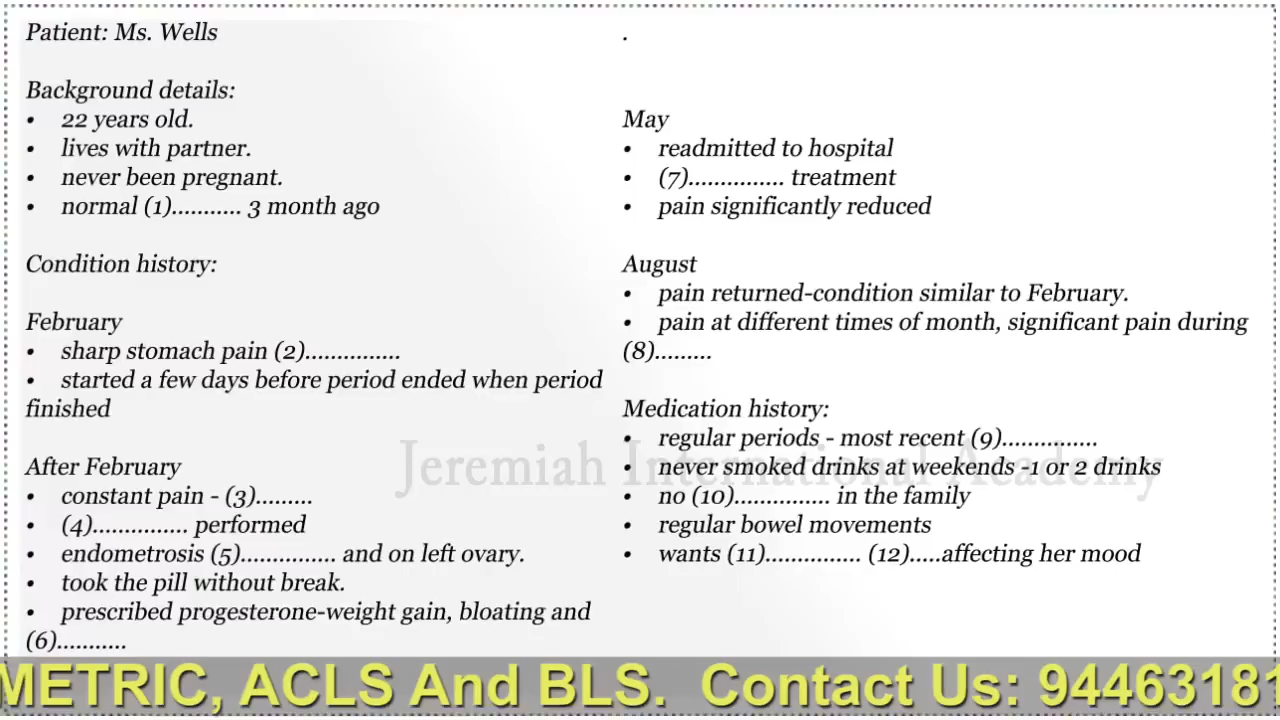 Patient: Ms. Wells
Background details:
• 22 years old.
• lives with partner.
• never been pregnant.
• normal (1)........... 3 month ago
Condition history:
February
• sharp stomach pain (2)...............
• started a few days before period ended when period
finished
After February
• constant pain - (3).........
• (4)............... performed
• endometrosis (5)............... and on left ovary.
• took the pill without break.
• prescribed progesterone-weight gain, bloating and
(6)...........
.
May
• readmitted to hospital
• (7)............... treatment
• pain significantly reduced
August
• pain returned-condition similar to February.
• pain at different times of month, significant pain during
(8).........
Medication history:
• regular periods - most recent (9)...............
• never smoked drinks at weekends -1 or 2 drinks
• no (10)............... in the family
• regular bowel movements
• wants (11)............... (12).....affecting her mood
Jeremiah International Academy
METRIC, ACLS And BLS. Contact Us: 9446318